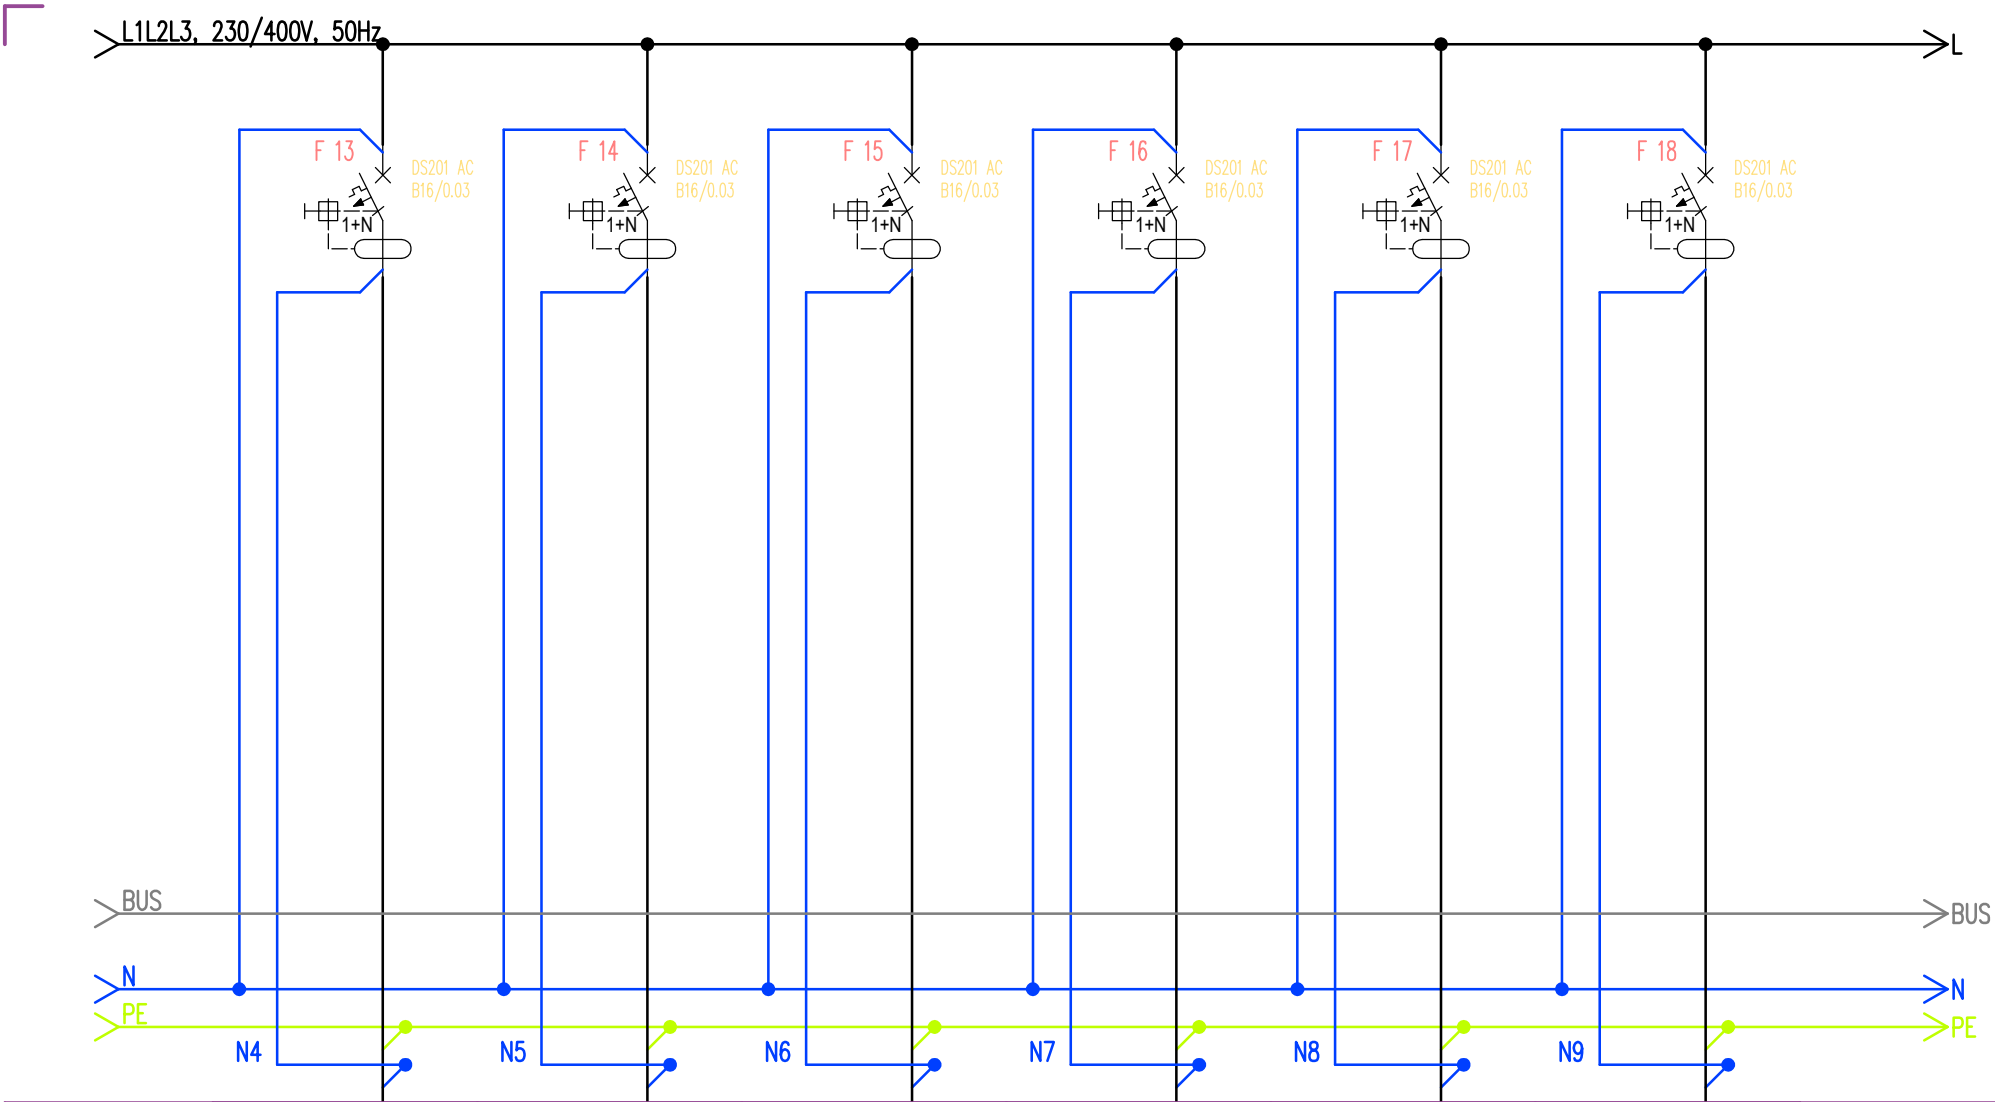 L1L2L3, 230/400V, 50Hz
L
F 13
DS201 AC
B16/0.03
1+N
F 14
DS201 AC
B16/0.03
1+N
F 15
DS201 AC
B16/0.03
1+N
F 16
DS201 AC
B16/0.03
1+N
F 17
DS201 AC
B16/0.03
1+N
F 18
DS201 AC
B16/0.03
1+N
BUS
BUS
N
N
PE
PE
N4
N5
N6
N7
N8
N9